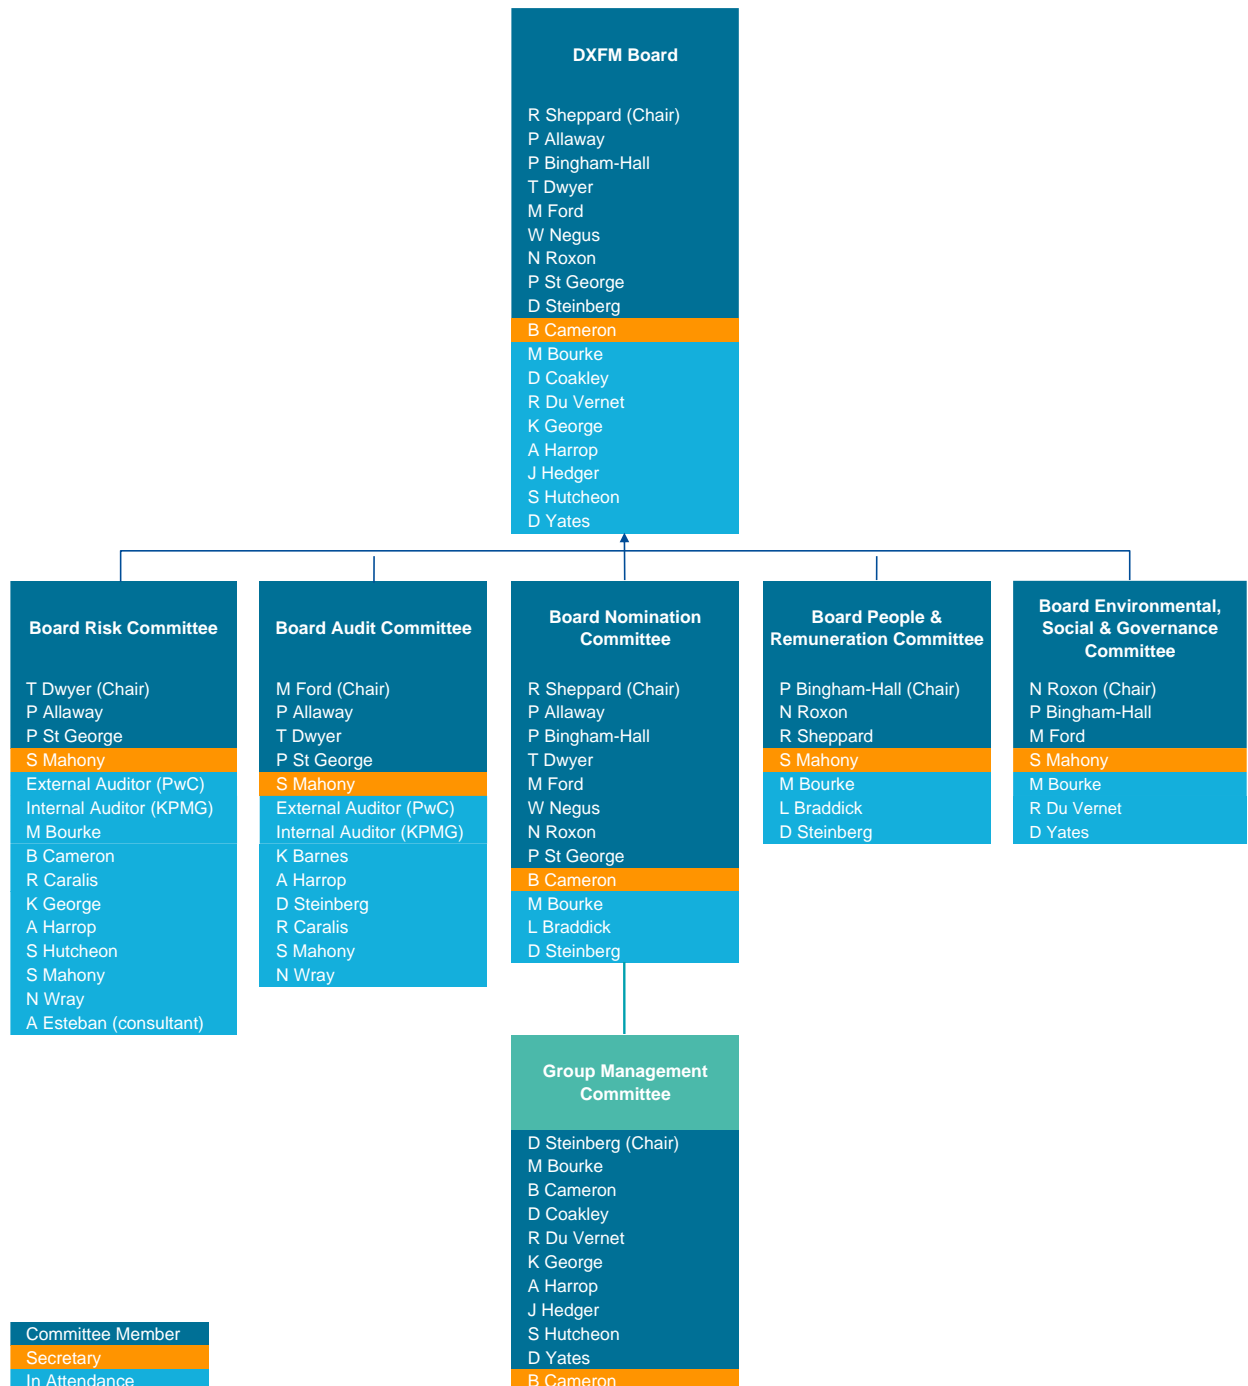 DXFM Board
R Sheppard (Chair)
P Allaway
P Bingham-Hall
T Dwyer
M Ford
W Negus
N Roxon
P St George
D Steinberg
B Cameron
M Bourke
D Coakley
R Du Vernet
K George
A Harrop
J Hedger
S Hutcheon
D Yates
Board Risk Committee
T Dwyer (Chair)
P Allaway
P St George
S Mahony
External Auditor (PwC)
Internal Auditor (KPMG)
M Bourke
B Cameron
R Caralis
K George
A Harrop
S Hutcheon
S Mahony
N Wray
A Esteban (consultant)
Board Audit Committee
M Ford (Chair)
P Allaway
T Dwyer
P St George
S Mahony
External Auditor (PwC)
Internal Auditor (KPMG)
K Barnes
A Harrop
D Steinberg
R Caralis
S Mahony
N Wray
Board Nomination
Committee
R Sheppard (Chair)
P Allaway
P Bingham-Hall
T Dwyer
M Ford
W Negus
N Roxon
P St George
B Cameron
M Bourke
L Braddick
D Steinberg
Board People &
Remuneration Committee
P Bingham-Hall (Chair)
N Roxon
R Sheppard
S Mahony
M Bourke
L Braddick
D Steinberg
Board Environmental,
Social & Governance
Committee
N Roxon (Chair)
P Bingham-Hall
M Ford
S Mahony
M Bourke
R Du Vernet
D Yates
Group Management
Committee
D Steinberg (Chair)
M Bourke
B Cameron
D Coakley
R Du Vernet
K George
A Harrop
J Hedger
S Hutcheon
D Yates
B Cameron
Committee Member
Secretary
In Attendance